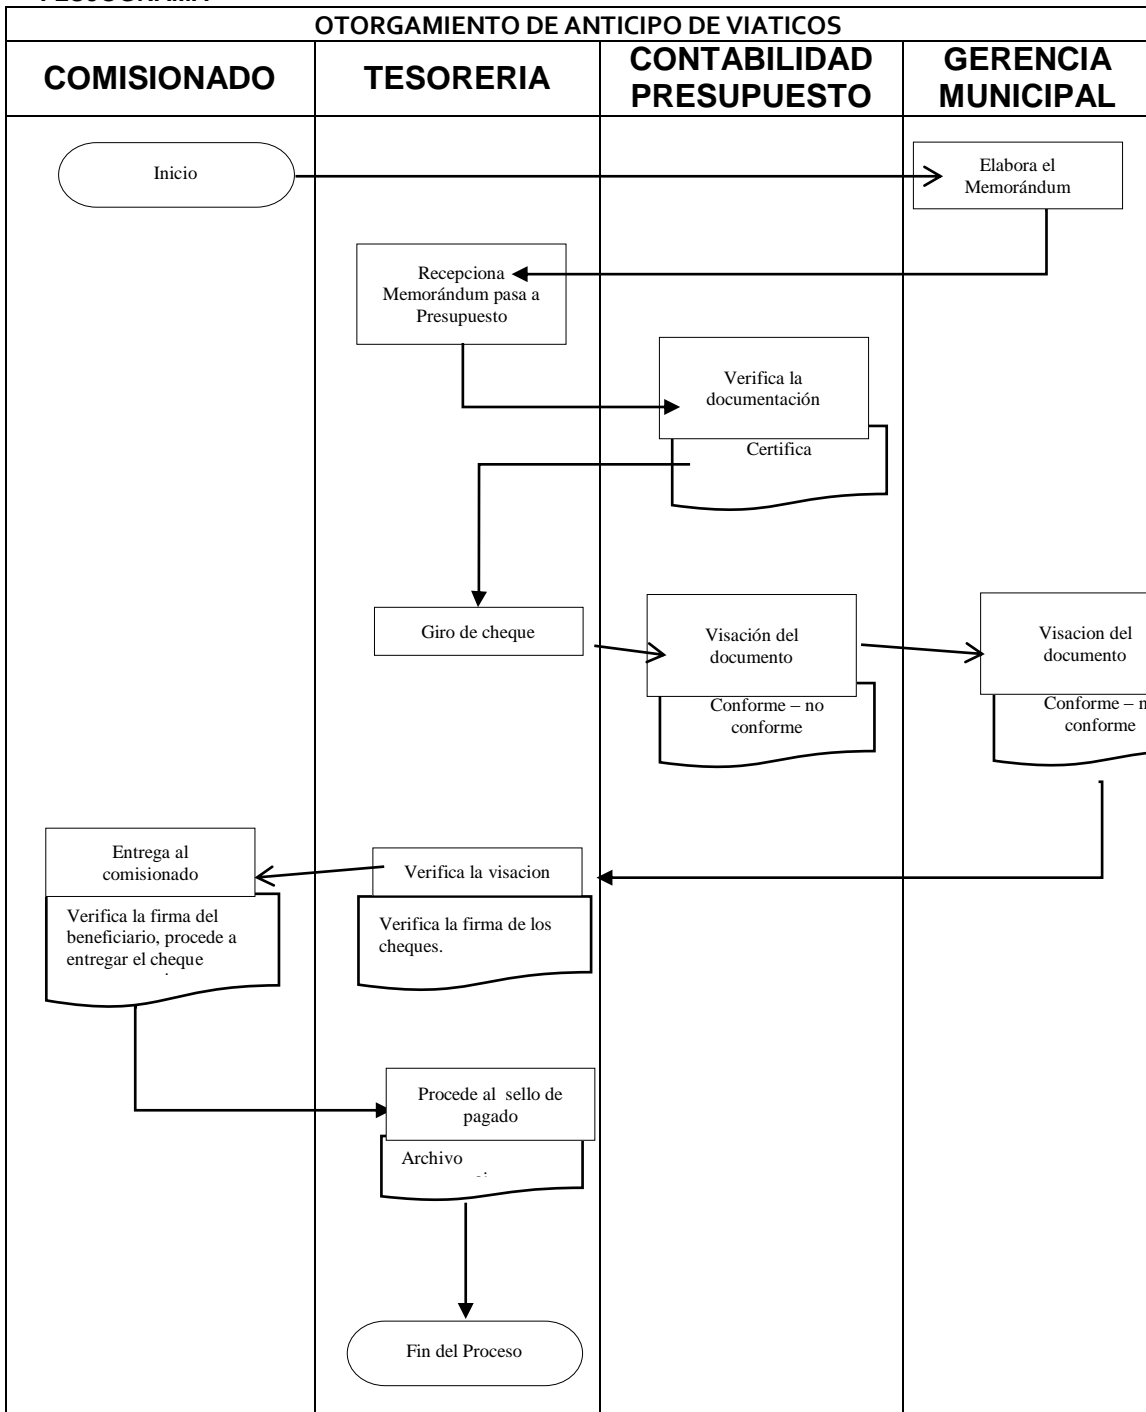 OTORGAMIENTO DE ANTICIPO DE VIATICOS
COMISIONADO
TESORERIA
CONTABILIDAD
PRESUPUESTO
GERENCIA
MUNICIPAL
Inicio
Elabora el
Memorándum
Recepciona
Memorándum pasa a
Presupuesto
Verifica la
documentación
Certifica
Giro de cheque
Visación del
documento
Conforme – no
conforme
Visacion del
documento
Conforme –
conforme
Entrega al
comisionado
Verifica la firma del
beneficiario, procede a
entregar el cheque
Verifica la visacion
Verifica la firma de los
cheques.
Procede al sello de
pagado
Archivo
Fin del Proceso